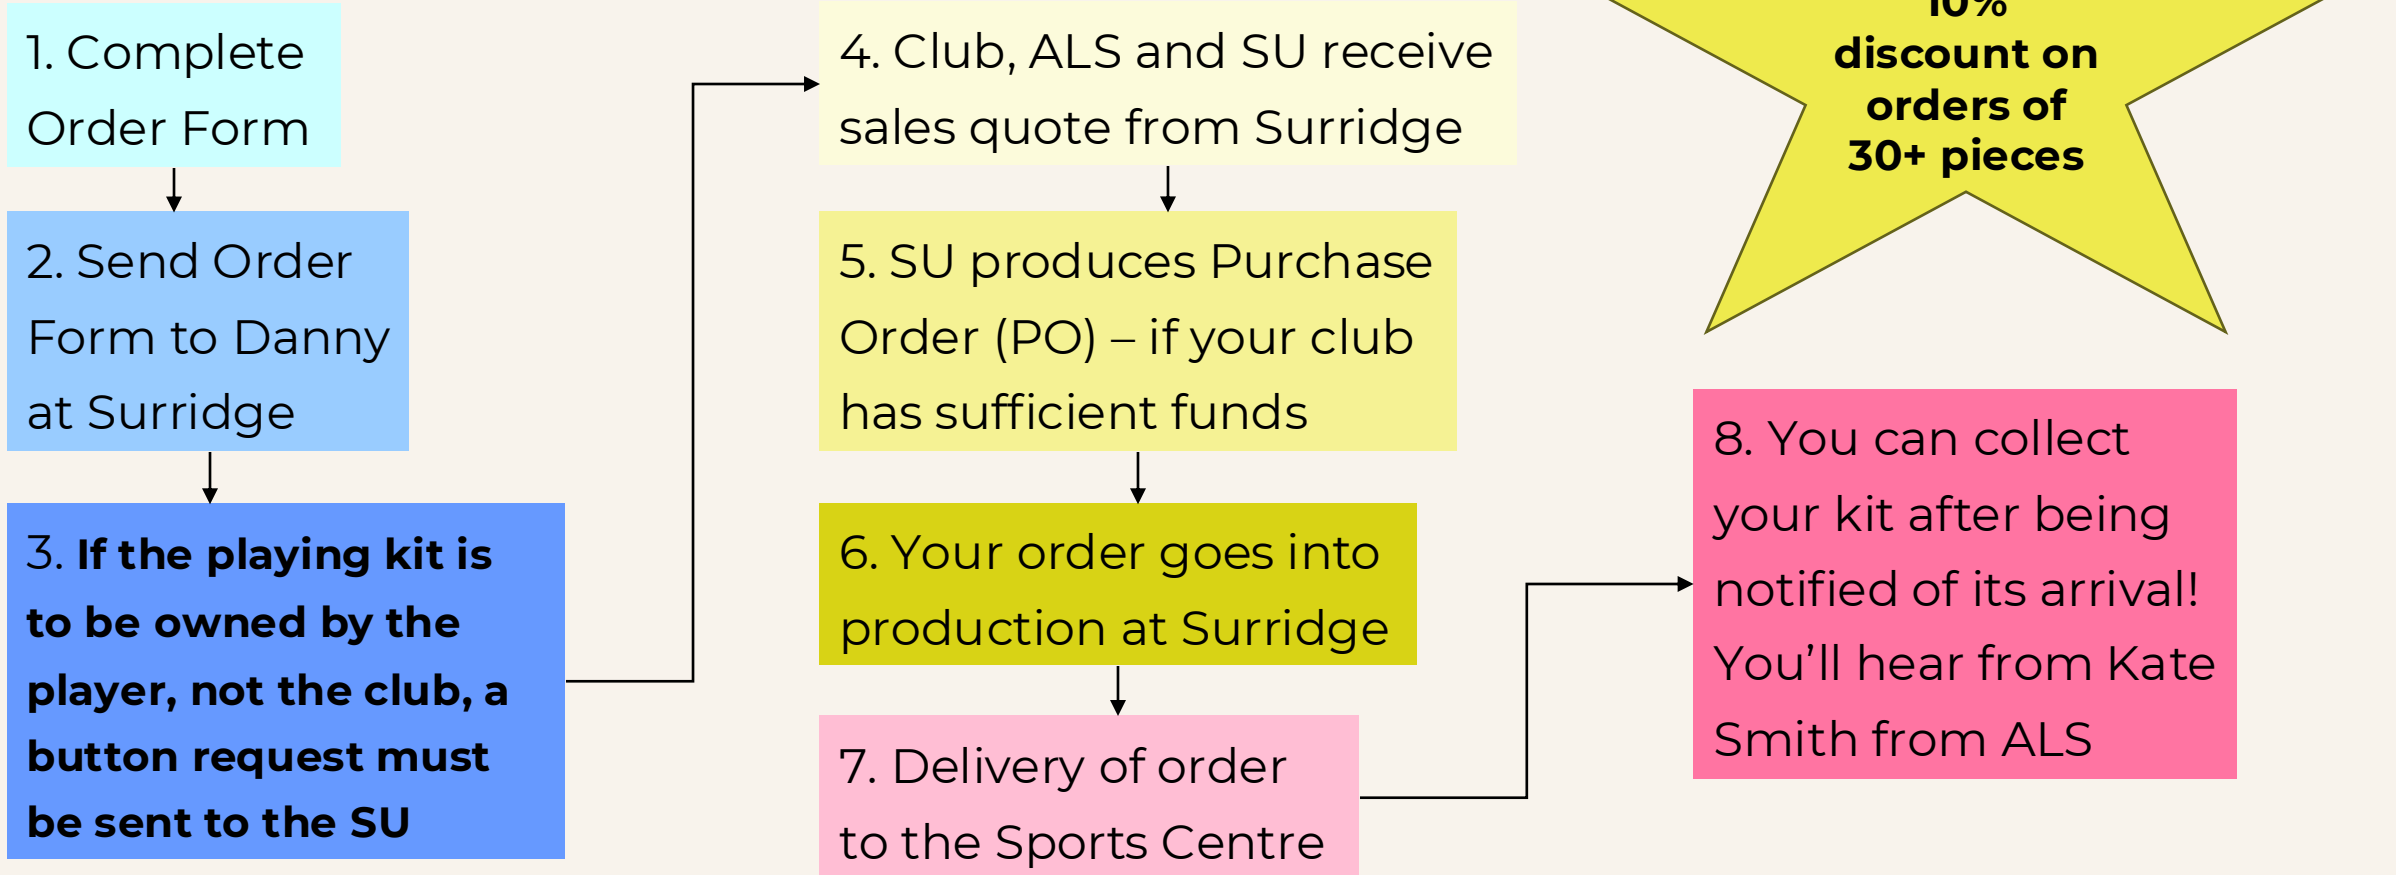 1. Complete
Order Form
2. Send Order
Form to Danny
at Surridge
3. If the playing kit is
to be owned by the
player, not the club, a
button request must
be sent to the SU
4. Club, ALS and SU receive
sales quote from Surridge
5. SU produces Purchase
Order (PO) – if your club
has sufficient funds
6. Your order goes into
production at Surridge
7. Delivery of order
to the Sports Centre
10%
discount on
orders of
30+ pieces
8. You can collect
your kit after being
notified of its arrival!
You’ll hear from Kate
Smith from ALS